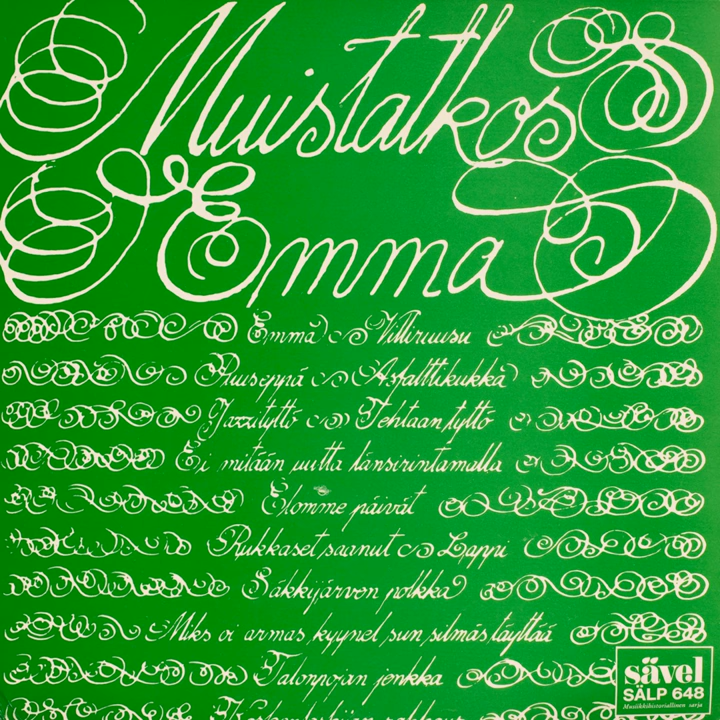 Muistatkos
Emma
Emma Villiruusu
Puuseppä Asfalttikukka
Jazzityttö Tehtaan tyttö
Ei mitään uutta länsirintamalla
Elomme päivät
Rukkaset saanut Lappi
Säkkijärven polkka
Miks oi armas, kyynel sun silmäs täyttää
Talonpojan jenkka
sävel
SÄLP 648
Musiikkihistoriallinen sarja